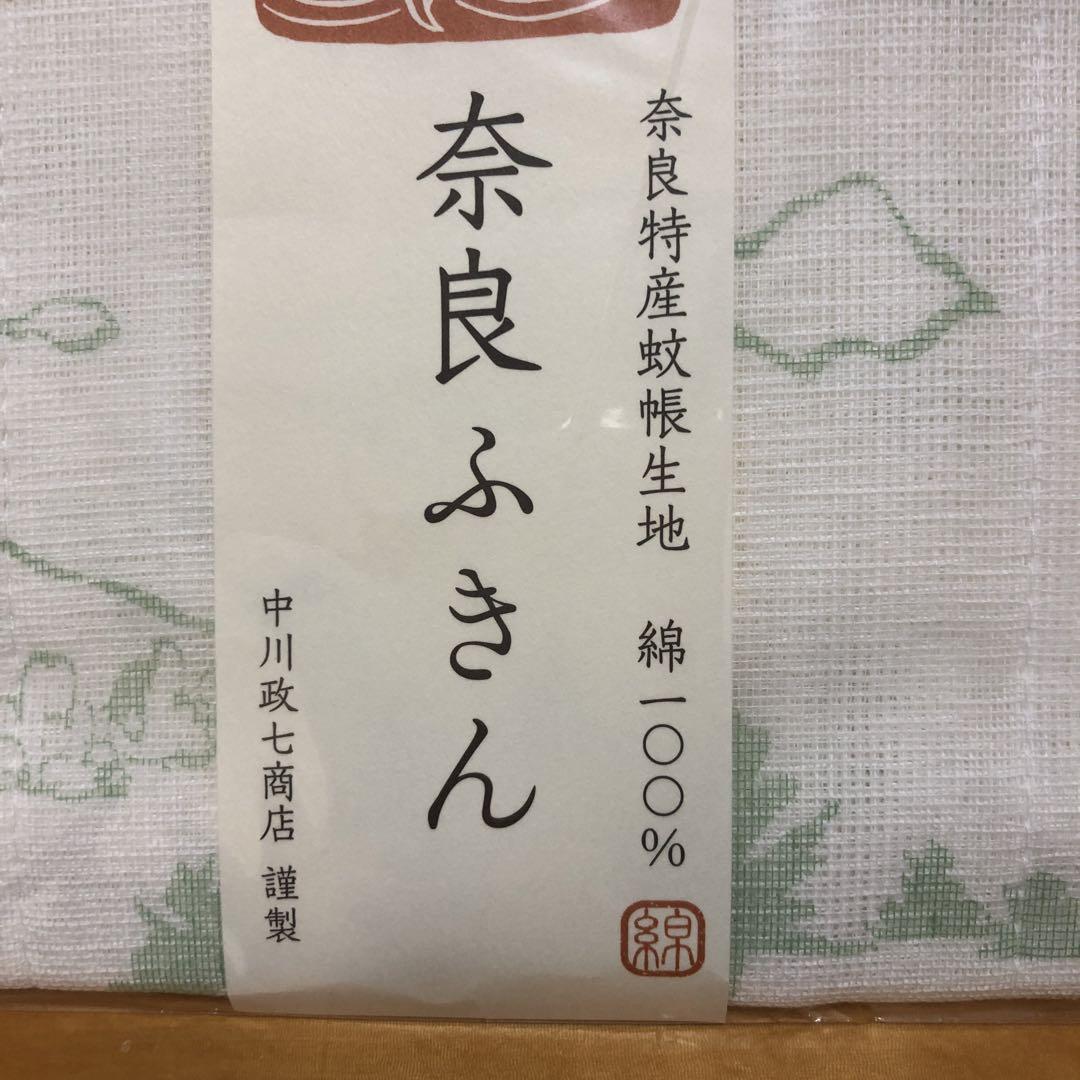 奈良特産蚊帳生地　綿一〇〇%
綿
奈良ふきん
中川政七商店 謹製